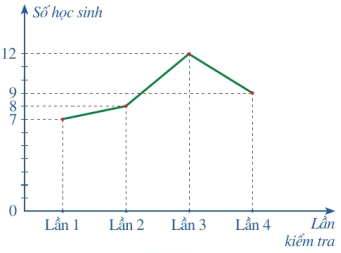 Số học sinh
12
9
8
7
0
Lần 1 Lần 2 Lần 3 Lần 4 Lần
kiểm tra